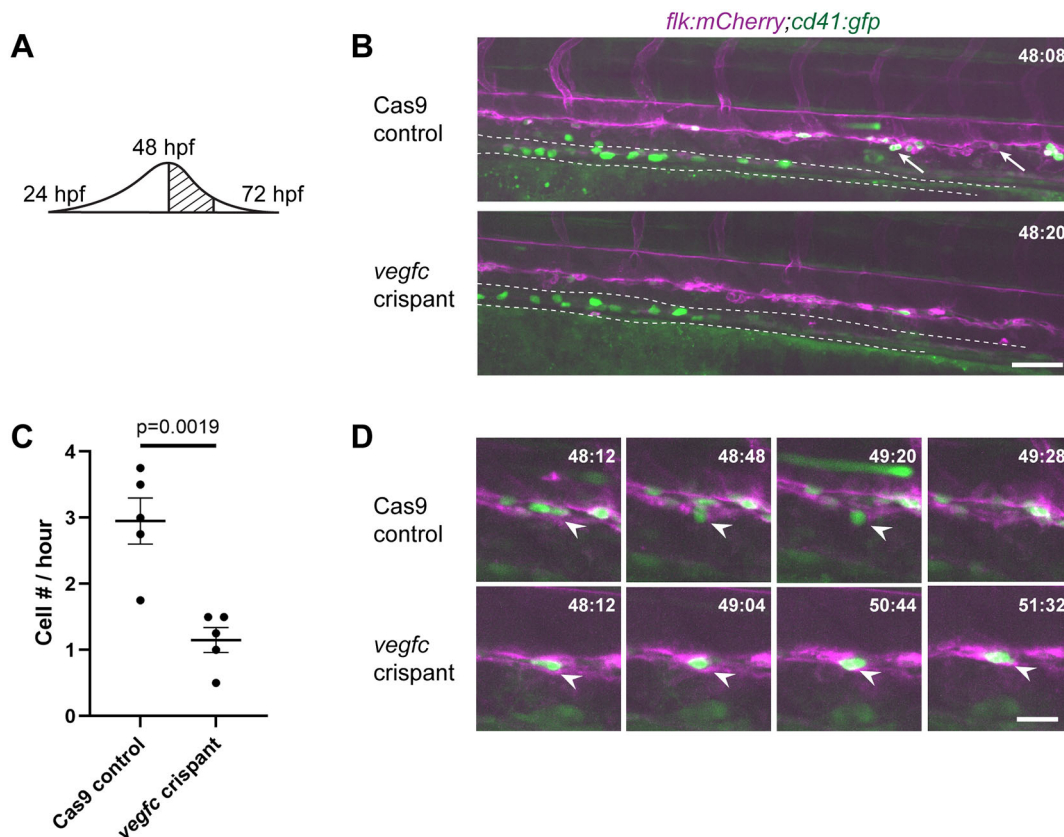 A
24 hpf
48 hpf
72 hpf
B
flk:mCherry;cd41:gfp
Cas9
control
48:08
vegfc
crispant
48:20
C
p=0.0019
Cell # / hour
4
3
2
1
0
Cas9 control
vegfc crispant
D
Cas9
control
48:12
48:48
49:20
49:28
vegfc
crispant
48:12
49:04
50:44
51:32